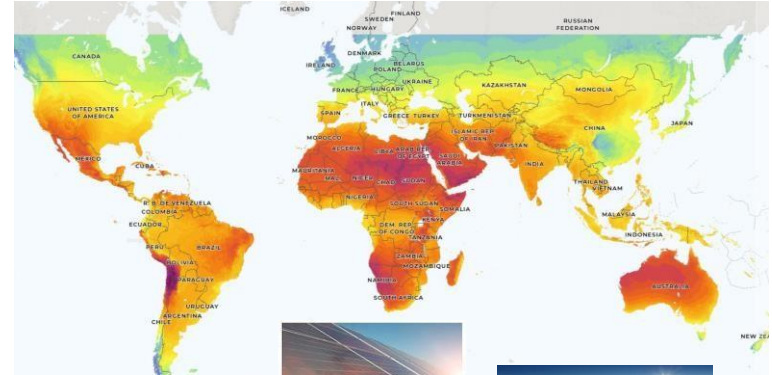 ICELAND
SWEDEN
FINLAND
NORWAY
RUSSIAN
FEDERATION
DENMARK
CANADA
IRELAND
BELARUS
POLAND
UKRAINE
FRANCE
HUNGARY
KAZAKHSTAN
MONGOLIA
ITALY
UNITED STATES
OF AMERICA
SPAIN
GREECE
TURKEY
TURKMENISTAN
JAPAN
CHINA
MOROCCO
ISLAMIC REP.
OF IRAN
ALGERIA
LIBYA
ARAB REP.
OF EGYPT
PAKISTAN
MEXICO
CUBA
SAUDI
ARABIA
INDIA
MAURITANIA
MALI
NIGER
CHAD
SUDAN
THAILAND
VIETNAM
R. B. DE VENEZUELA
COLOMBIA
NIGERIA
SOUTH SUDAN
SOMALIA
MALAYSIA
ECUADOR
KENYA
DEM. REP.
OF CONGO
INDONESIA
TANZANIA
PERU
BRAZIL
BOLIVIA
ZAMBIA
MOZAMBIQUE
PARAGUAY
NAMIBIA
AUSTRALIA
SOUTH AFRICA
URUGUAY
ARGENTINA
CHILE
NEW ZEA